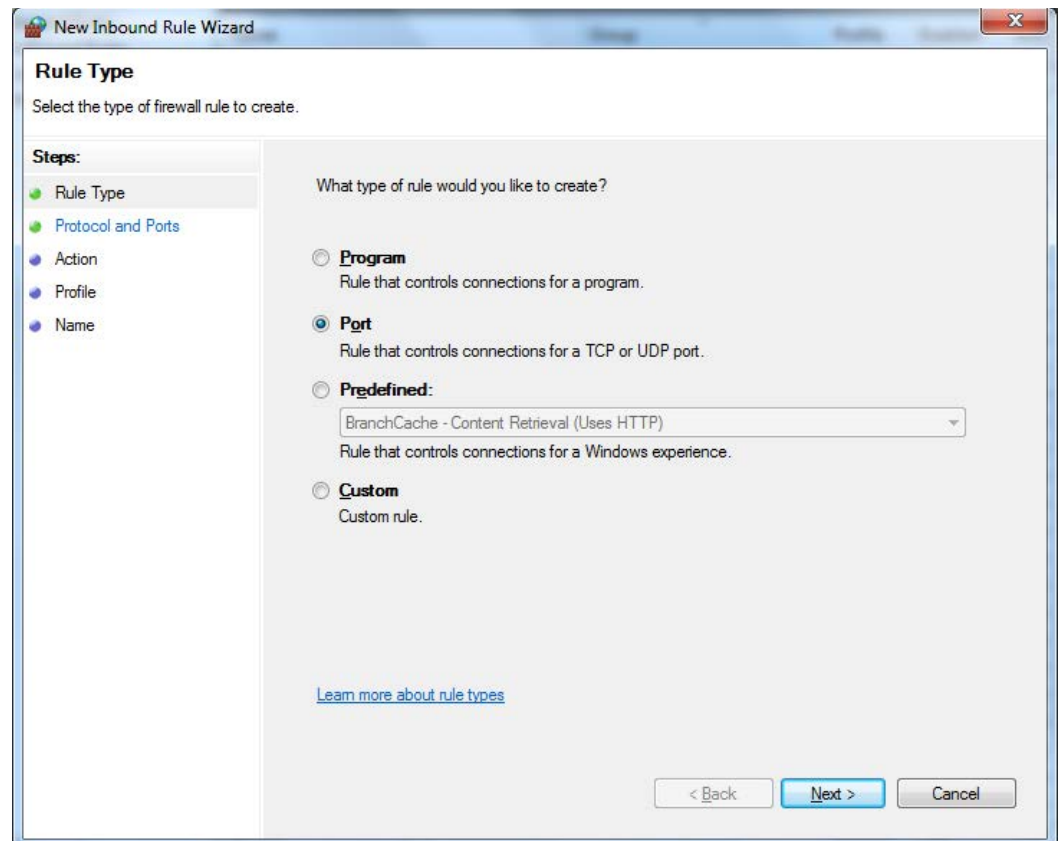 New Inbound Rule Wizard
Rule Type
Select the type of firewall rule to create.
Steps:
Rule Type
Protocol and Ports
Action
Profile
Name
What type of rule would you like to create?
Program
Rule that controls connections for a program.
Port
Rule that controls connections for a TCP or UDP port.
Predefined:
BranchCache - Content Retrieval (Uses HTTP)
Rule that controls connections for a Windows experience.
Custom
Custom rule.
Learn more about rule types
< Back
Next >
Cancel